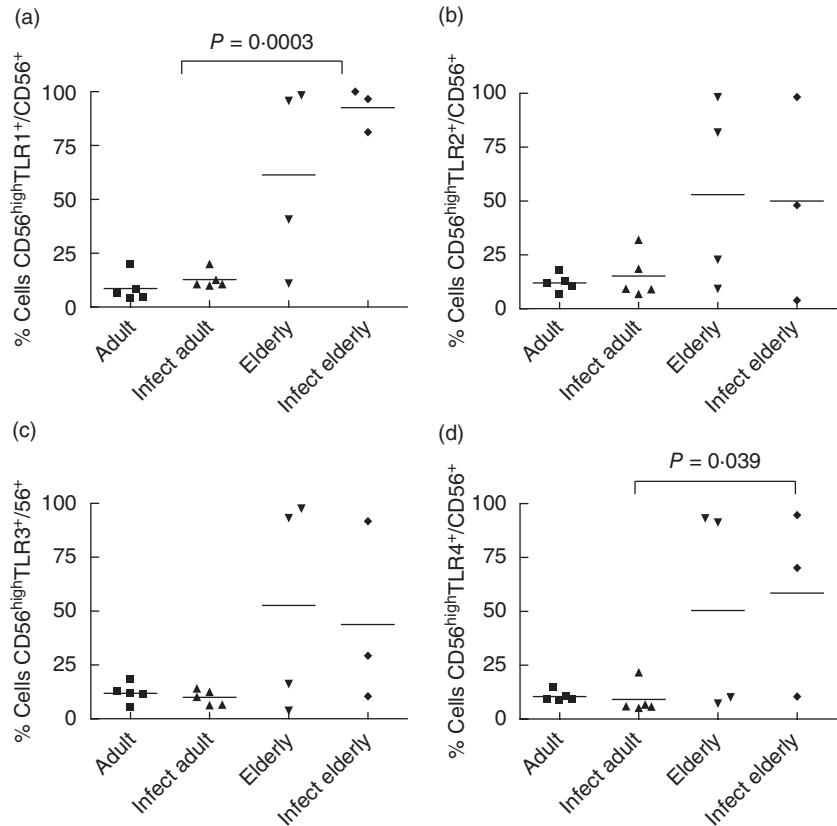 (a)
P = 0·0003
% Cells CD56highTLR1+/CD56+
100
75
50
25
0
Adult
Infect adult
Elderly
Infect elderly
(b)
% Cells CD56highTLR2+/CD56+
100
75
50
25
0
Adult
Infect adult
Elderly
Infect elderly
(c)
% Cells CD56highTLR3+/56+
100
75
50
25
0
Adult
Infect adult
Elderly
Infect elderly
(d)
P = 0·039
% Cells CD56highTLR4+/CD56+
100
75
50
25
0
Adult
Infect adult
Elderly
Infect elderly